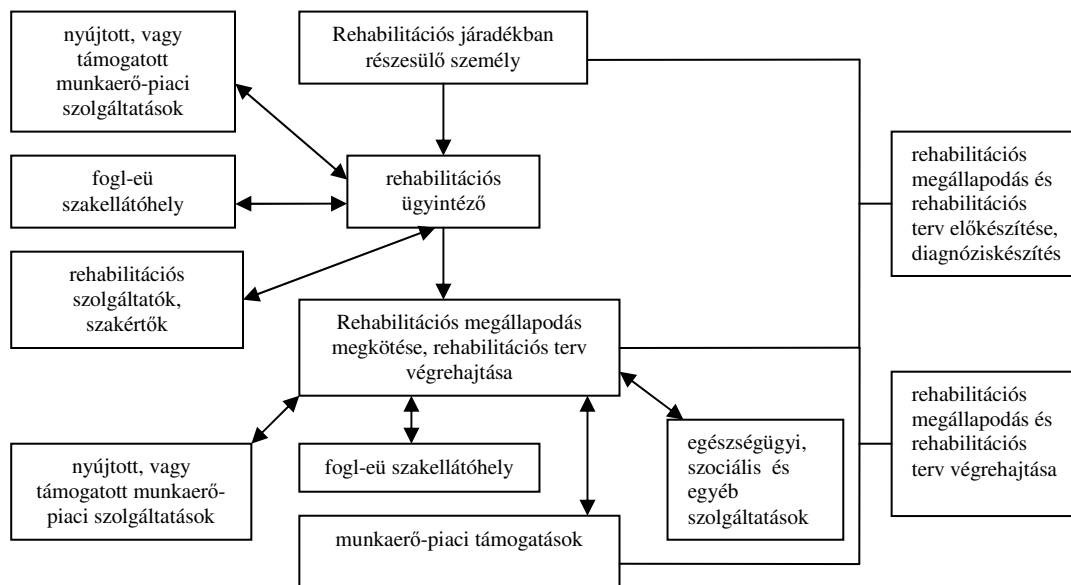 nyújtott, vagy
támogatott
munkaerő-piaci
szolgáltatások
Rehabilitációs járadékban
részesülő személy
fogl-eü
szakellátóhely
rehabilitációs
ügyintéző
rehabilitációs
megállapodás és
rehabilitációs
terv előkészítése,
diagnóziskészítés
rehabilitációs
szolgáltatók,
szakértők
Rehabilitációs megállapodás
megkötése, rehabilitációs terv
végrehajtása
rehabilitációs
megállapodás és
rehabilitációs
terv végrehajtása
nyújtott, vagy
támogatott munkaerő-
piaci szolgáltatások
fogl-eü szakellátóhely
egészségügyi,
szociális és
egyéb
szolgáltatások
munkaerő-piaci támogatások